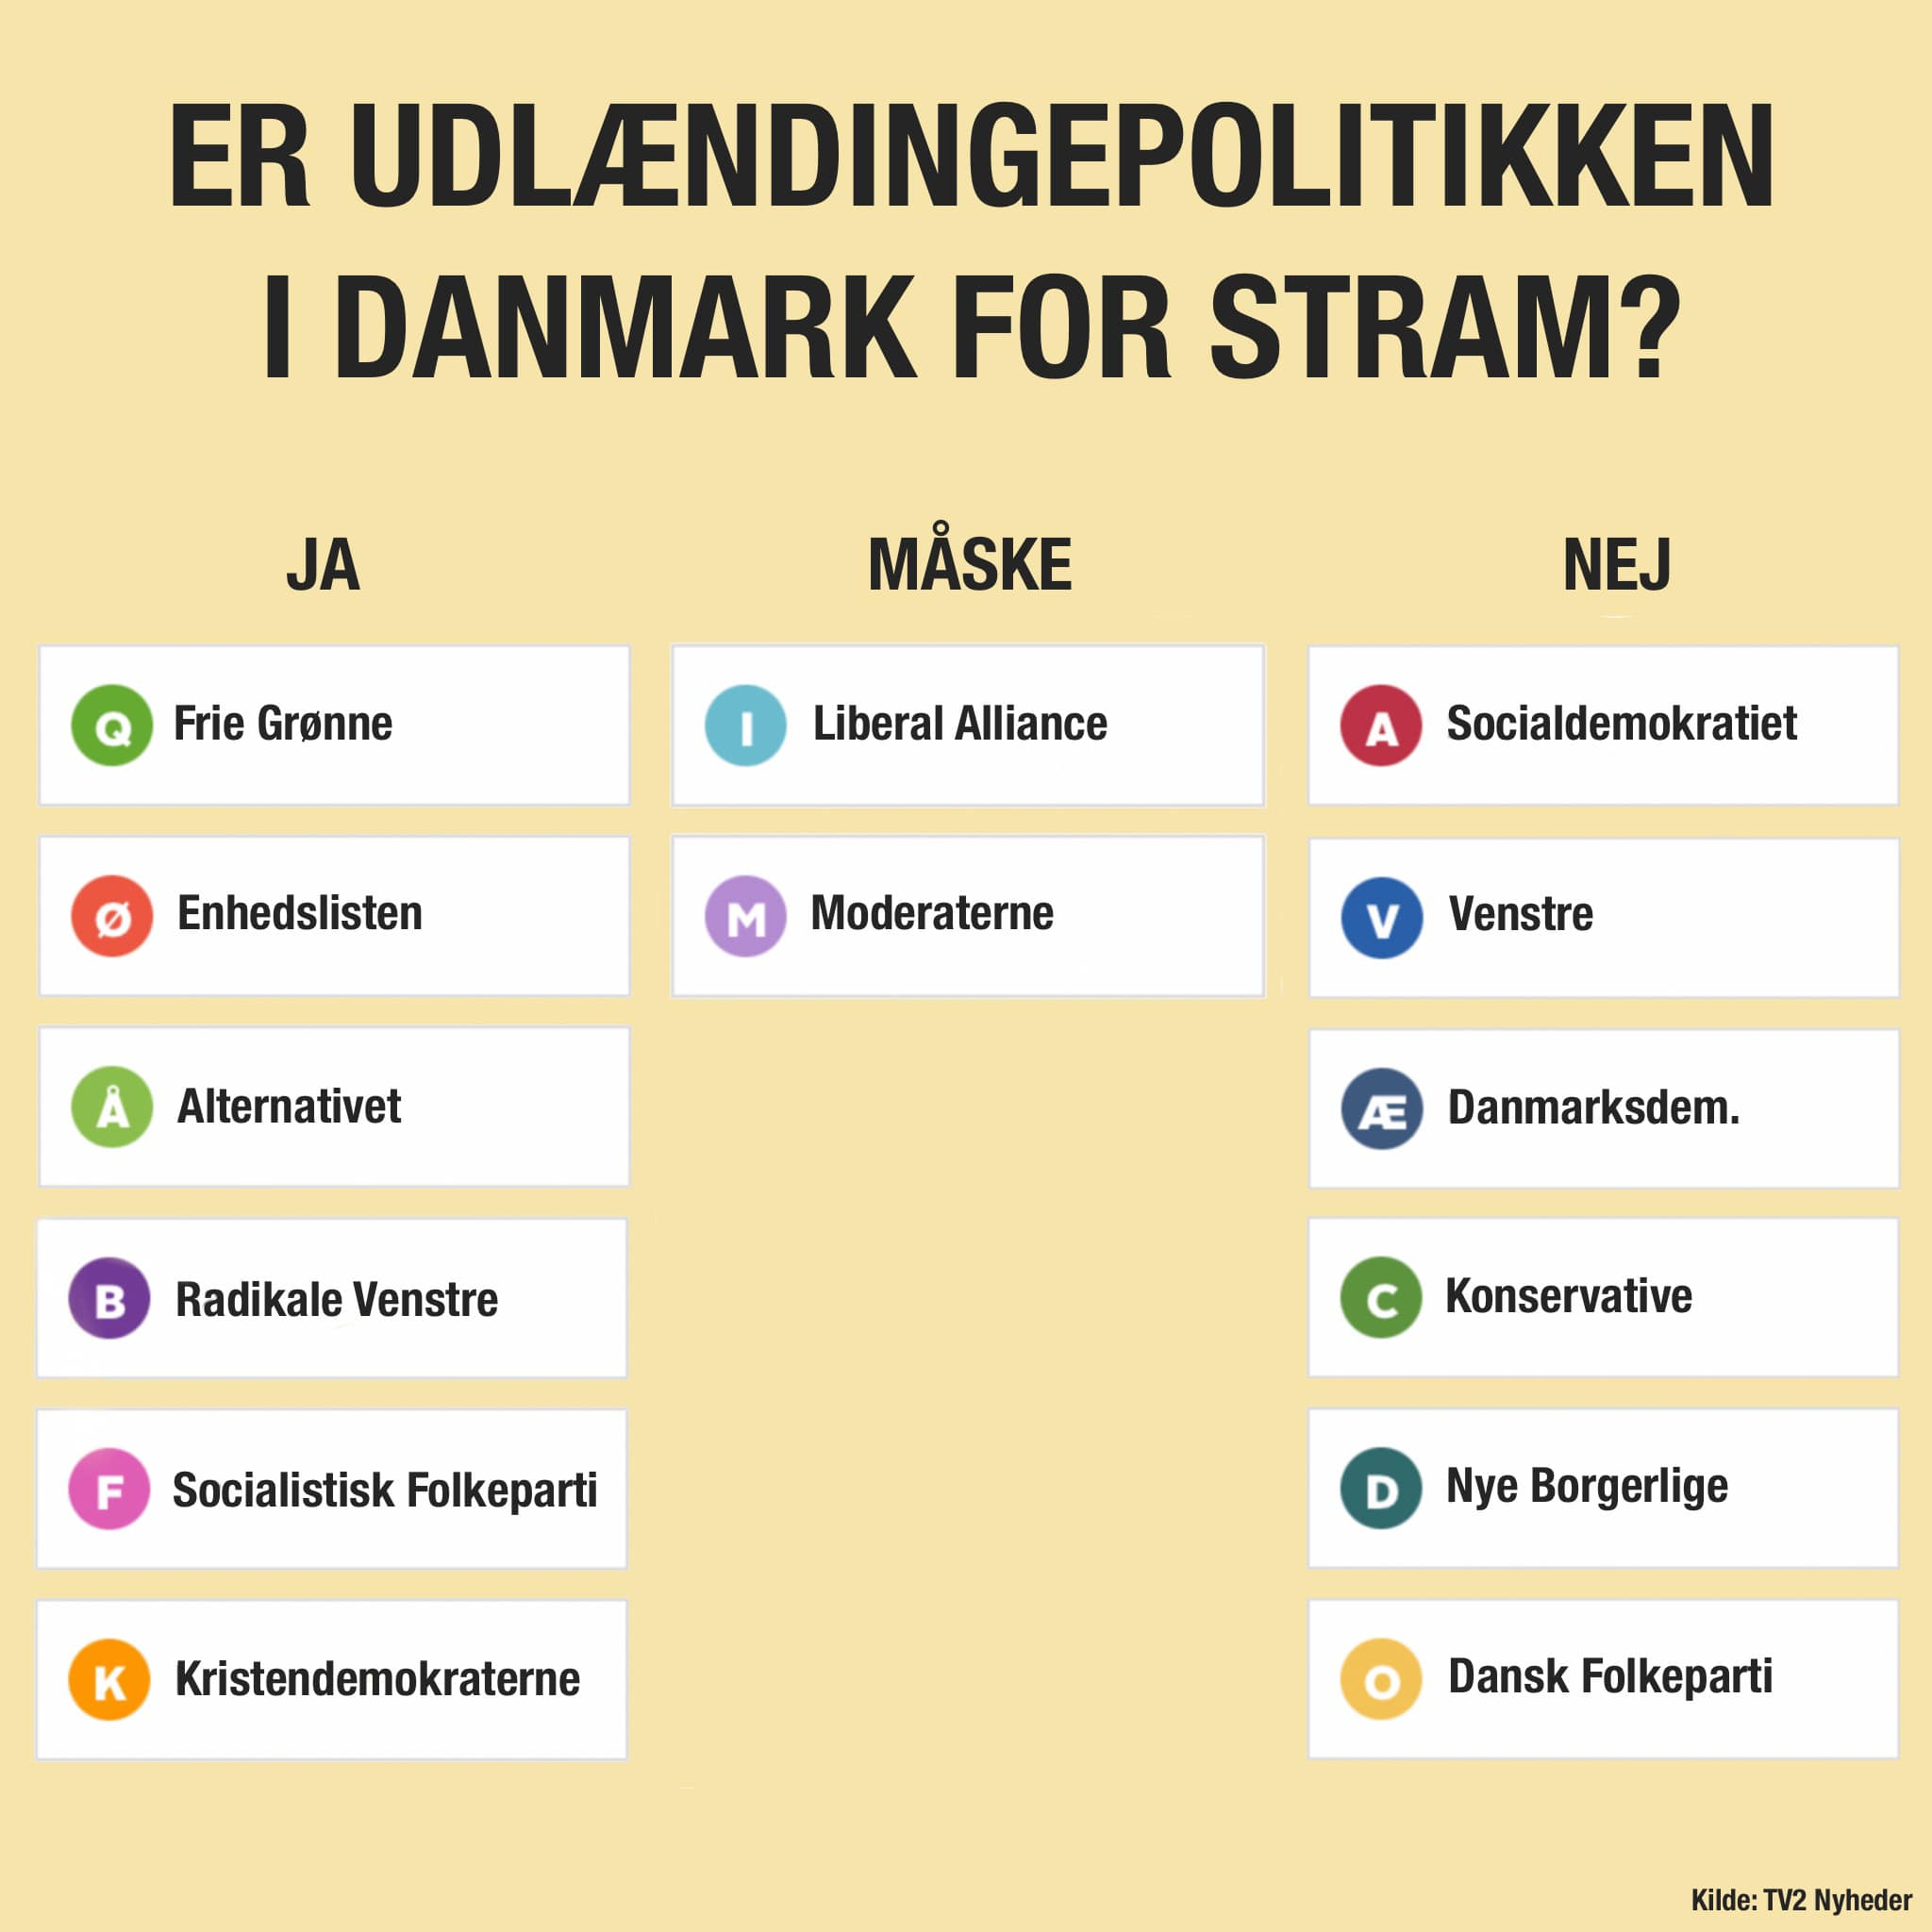 ER UDLÆNDINGEPOLITIKKEN
I DANMARK FOR STRAM?
JA
Q Frie Grønne
Ø Enhedslisten
Å Alternativet
B Radikale Venstre
F Socialistisk Folkeparti
K Kristendemokraterne
MÅSKE
I Liberal Alliance
M Moderaterne
NEJ
A Socialdemokratiet
V Venstre
Æ Danmarksdem.
C Konservative
D Nye Borgerlige
O Dansk Folkeparti
Kilde: TV2 Nyheder